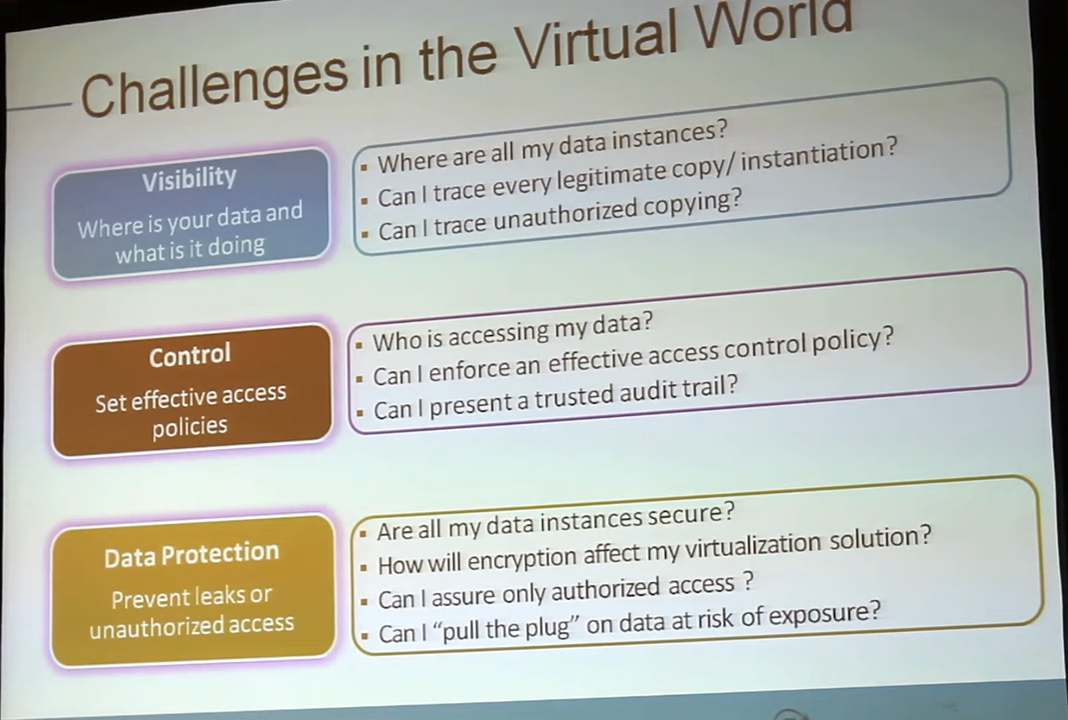 Challenges in the Virtual World
Visibility
Where is your data and
what is it doing
▪ Where are all my data instances?
▪ Can I trace every legitimate copy/ instantiation?
▪ Can I trace unauthorized copying?
Control
Set effective access
policies
▪ Who is accessing my data?
▪ Can I enforce an effective access control policy?
▪ Can I present a trusted audit trail?
Data Protection
Prevent leaks or
unauthorized access
▪ Are all my data instances secure?
▪ How will encryption affect my virtualization solution?
▪ Can I assure only authorized access ?
▪ Can I “pull the plug” on data at risk of exposure?